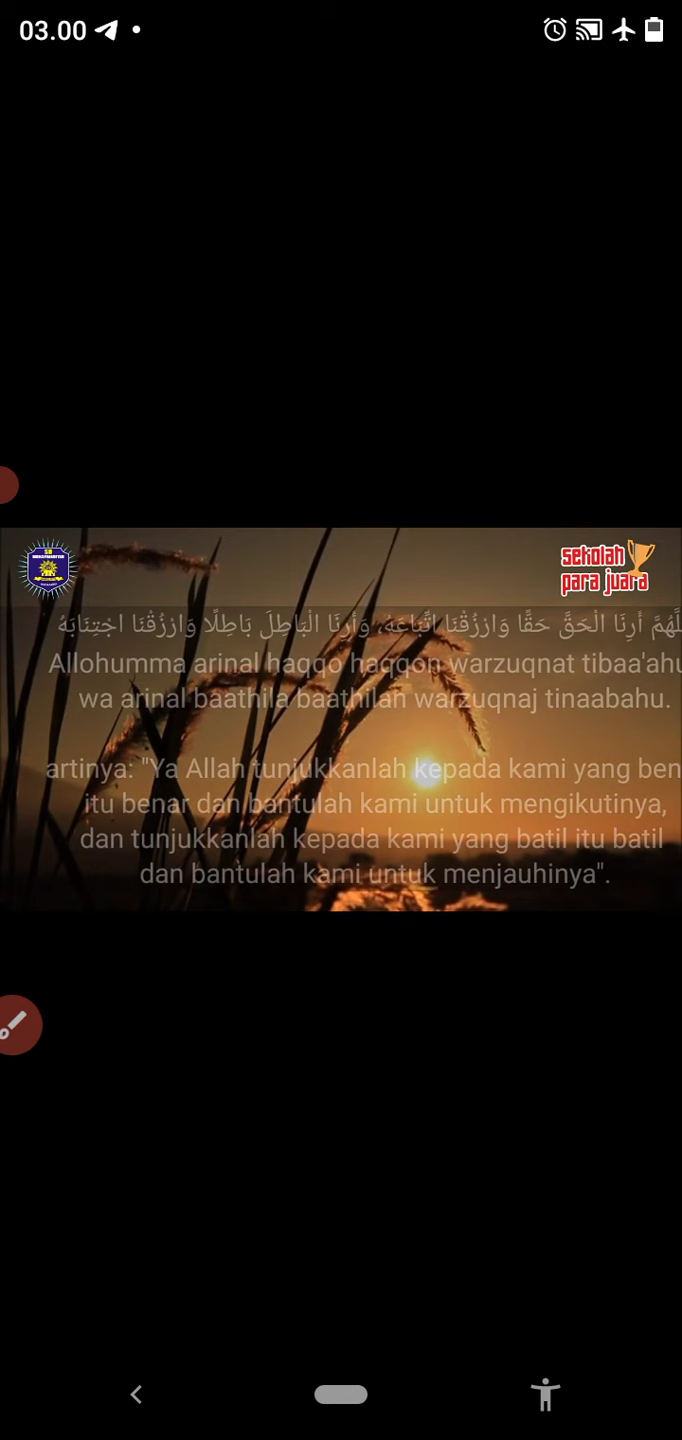 03.00
SD
MUHAMMADIYAH
sekolah
para juara
لَّهُمَّ أَرِنَا الْحَقَّ حَقًّا وَارْزُقْنَا اتِّبَاعَهُ، وَأَرِنَا الْبَاطِلَ بَاطِلًا وَارْزُقْنَا اجْتِنَابَهُ
Allohumma arinal haqqo haqqon warzuqnat tibaa'ahu
wa arinal baathila baathilan warzuqnaj tinaabahu.
artinya: "Ya Allah tunjukkanlah kepada kami yang ben
itu benar dan bantulah kami untuk mengikutinya,
dan tunjukkanlah kepada kami yang batil itu batil
dan bantulah kami untuk menjauhinya".